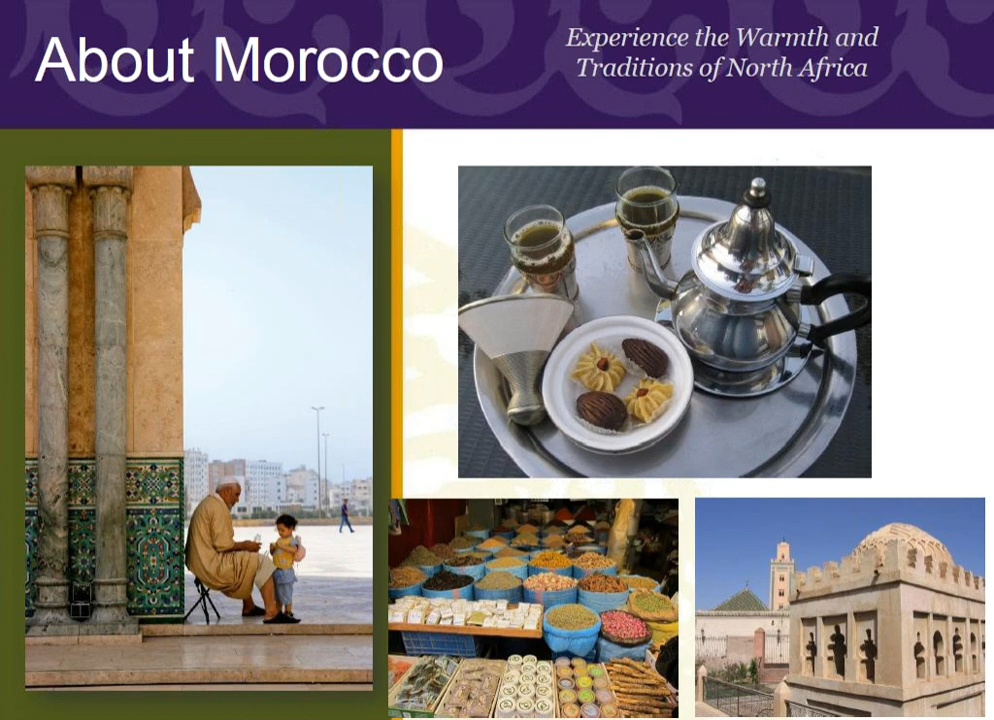 About Morocco
Experience the Warmth and
Traditions of North Africa